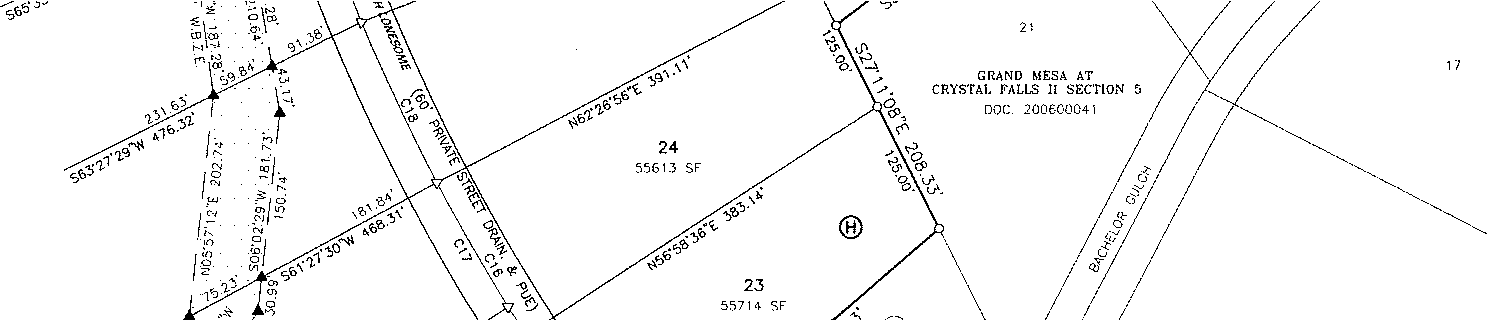 W 187.28'
W.B.Z.E.
28'
210.64'
91.38'
59.84'
43.17'
231.63'
S63°27'29"W 476.32'
N05°57'12"E 202.74'
S06°02'29"W 181.73'
150.74'
181.84'
S61°27'30"W 468.31'
75.23'
30.99'
LONESOME
(60' PRIVATE STREET DRAIN. & PUE)
C18
C17
C16
N62°26'56"E 391.11'
24
55613 SF
N56°58'36"E 383.14'
H
23
55714 SF
125.00'
S27°11'08"E 208.33'
125.00'
21
GRAND MESA AT
CRYSTAL FALLS II SECTION 5
DOC. 200600041
BACHELOR GULCH
17